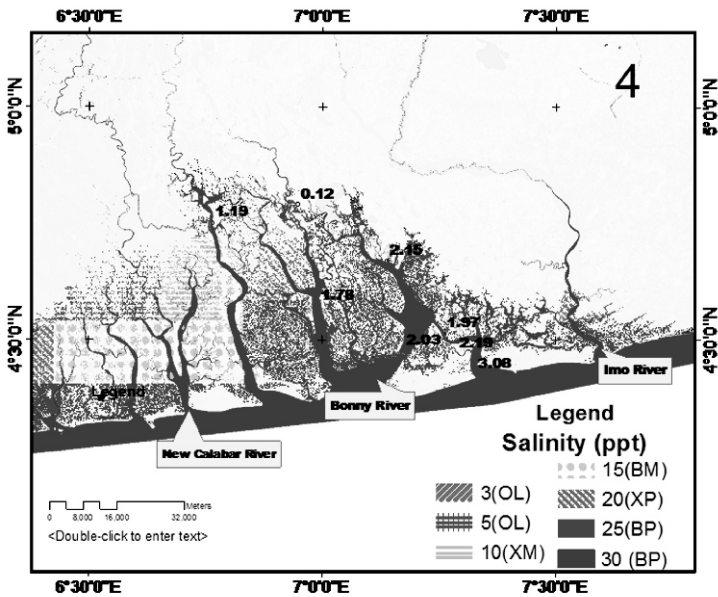 6°30'0"E 7°0'0"E 7°30'0"E
4
5°0'0"N 5°0'0"N
0.12
1.19
2.15
1.78
1.97
4°30'0"N 2.03 2.19 4°30'0"N
3.08
Imo River
Legend
Bonny River
New Calabar River
Legend
Salinity (ppt)
3(OL)
5(OL)
10(XM)
15(BM)
20(XP)
25(BP)
30 (BP)
Meters
0 8,000 16,000 32,000
<Double-click to enter text>
6°30'0"E 7°0'0"E 7°30'0"E